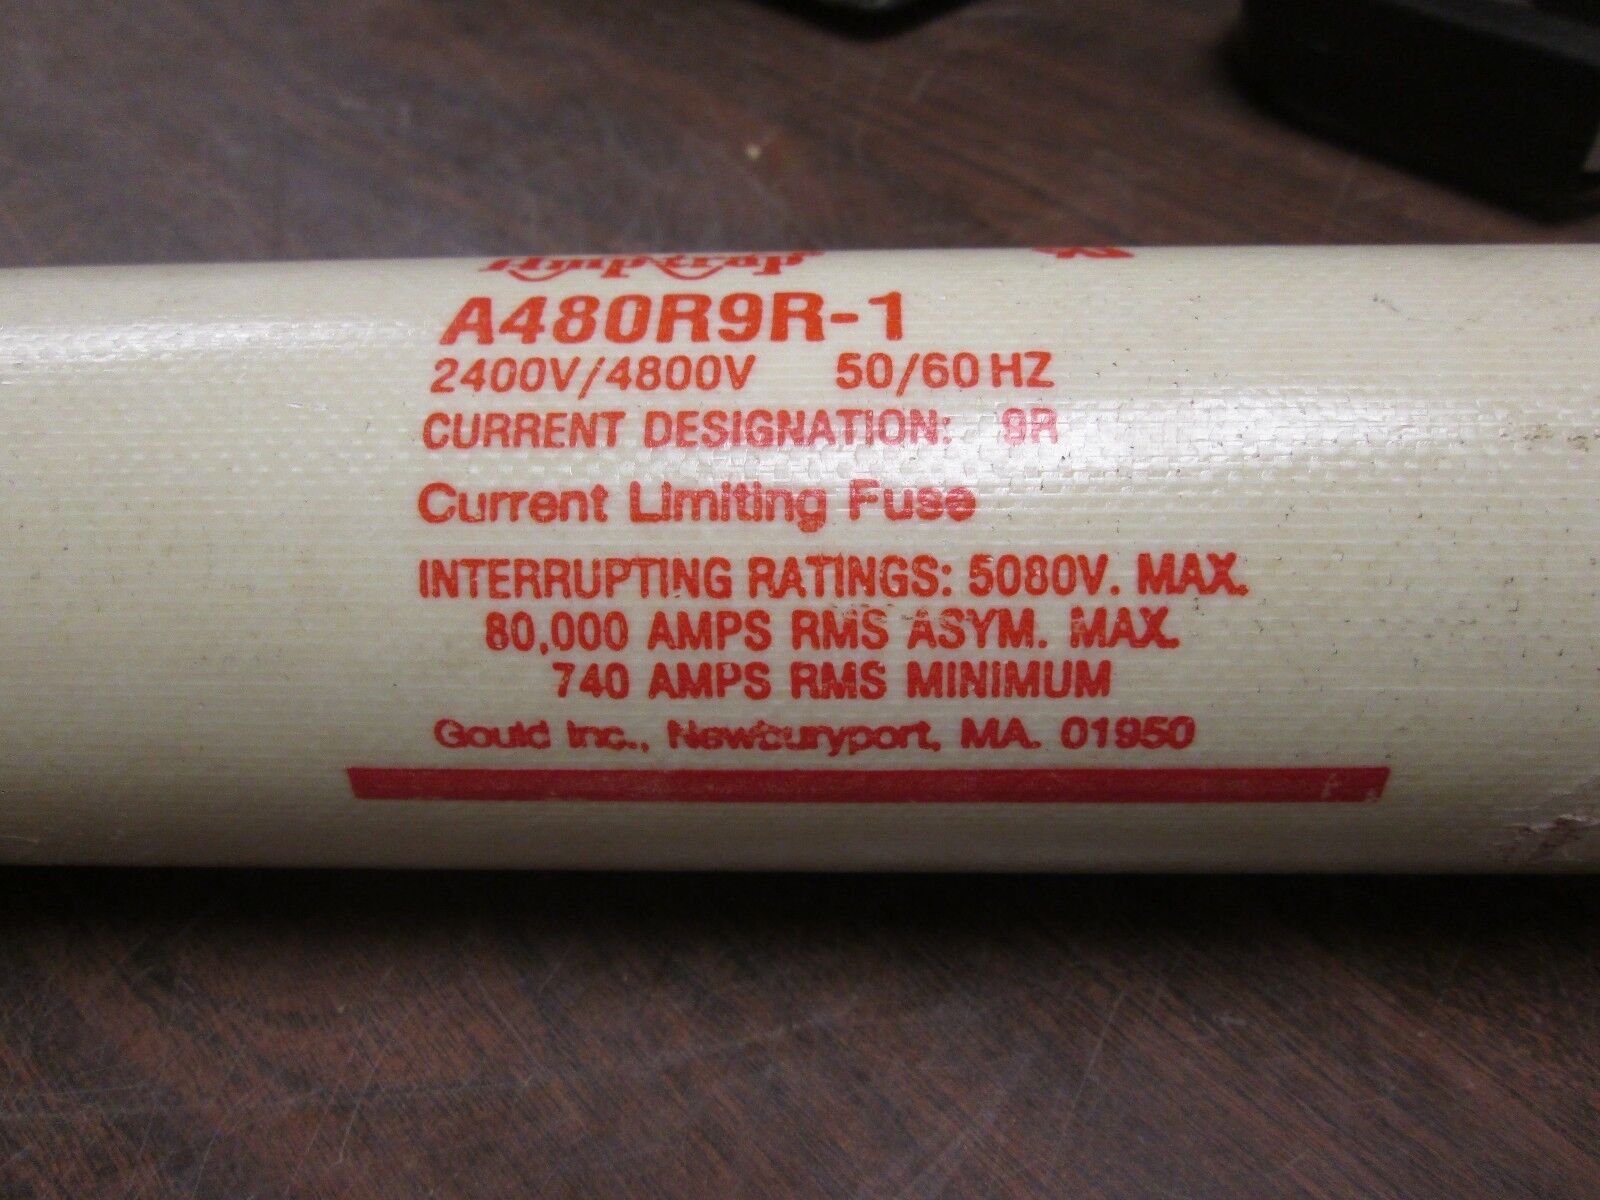 A480R9R-1
2400V/4800V 50/60 HZ
CURRENT DESIGNATION: 9R
Current Limiting Fuse
INTERRUPTING RATINGS: 5080V. MAX.
80,000 AMPS RMS ASYM. MAX.
740 AMPS RMS MINIMUM
Gould Inc., Newburyport, MA. 01950